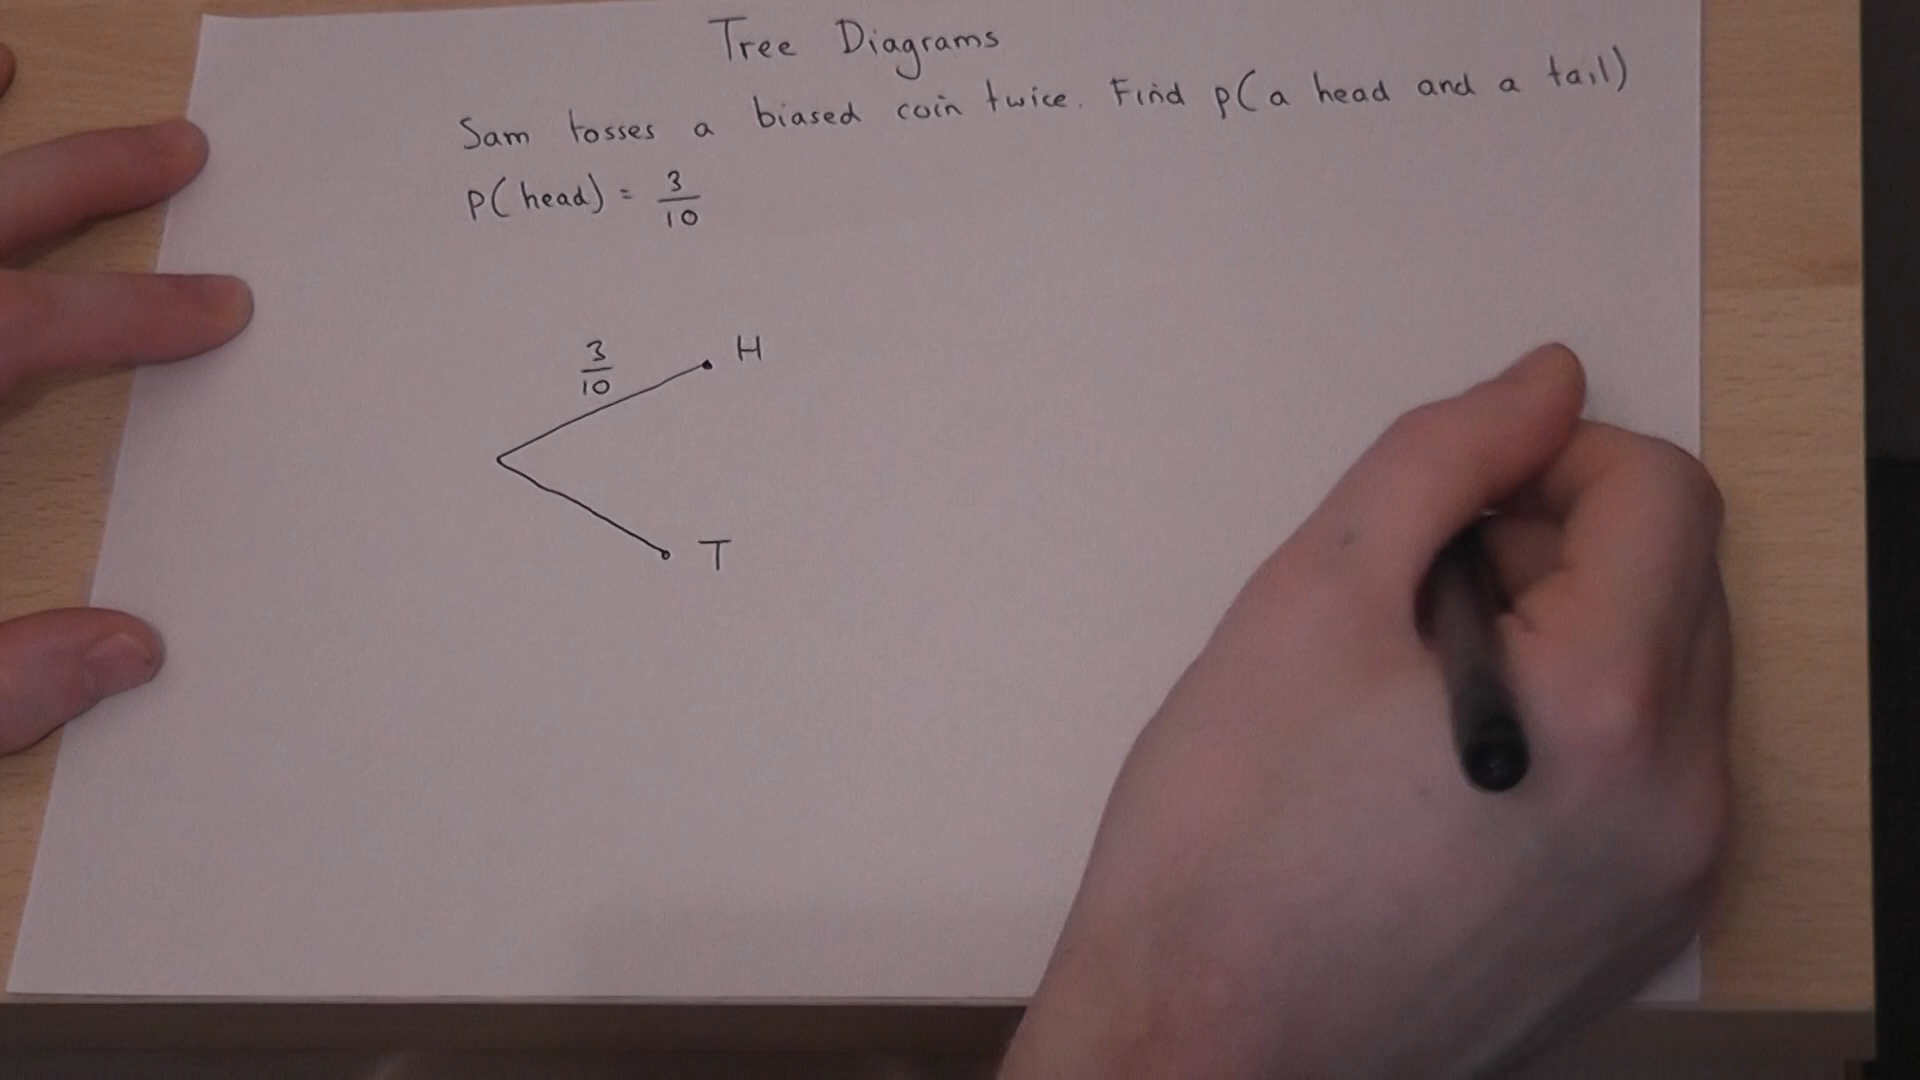 Tree Diagrams
Sam tosses a biased coin twice. Find p(a head and a tail)
p(head) = 3/10
3/10 H
T